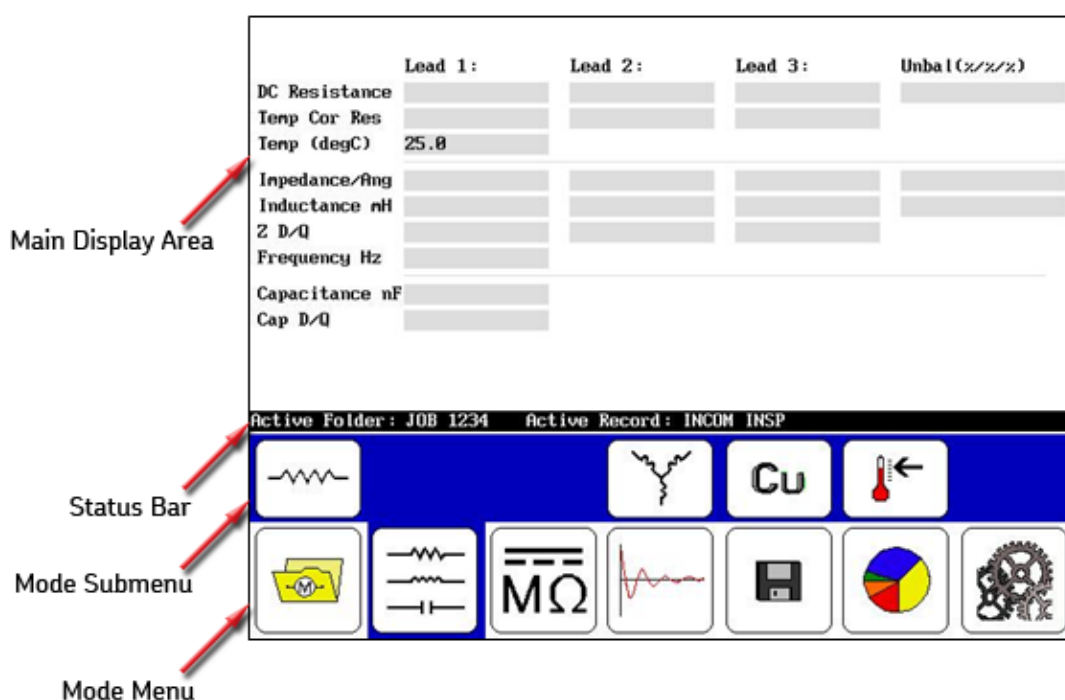 Lead 1: Lead 2: Lead 3: Unbal(%/%/%)
DC Resistance
Temp Cor Res
Temp (degC) 25.0
Impedance/Ang
Inductance mH
Z D/Q
Frequency Hz
Capacitance nF
Cap D/Q
Main Display Area
Active Folder: JOB 1234 Active Record: INCOM INSP
Status Bar
Cu
Mode Submenu
M
MΩ
Mode Menu